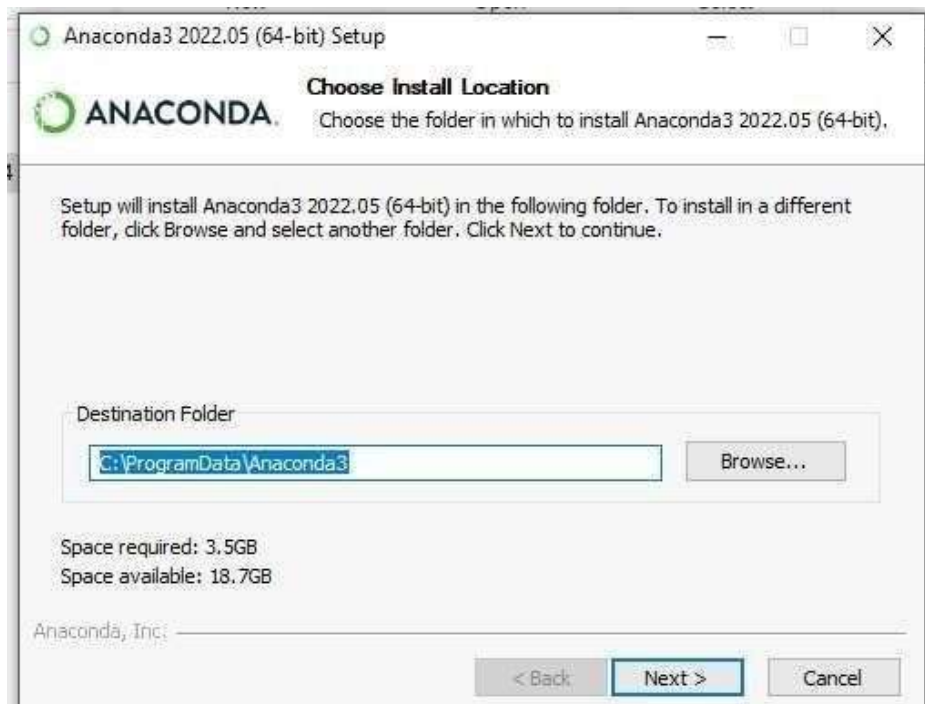 Anaconda3 2022.05 (64-bit) Setup
ANACONDA.
Choose Install Location
Choose the folder in which to install Anaconda3 2022.05 (64-bit).
Setup will install Anaconda3 2022.05 (64-bit) in the following folder. To install in a different
folder, click Browse and select another folder. Click Next to continue.
Destination Folder
C:\ProgramData\Anaconda3
Browse...
Space required: 3.5GB
Space available: 18.7GB
Anaconda, Inc.
< Back
Next >
Cancel